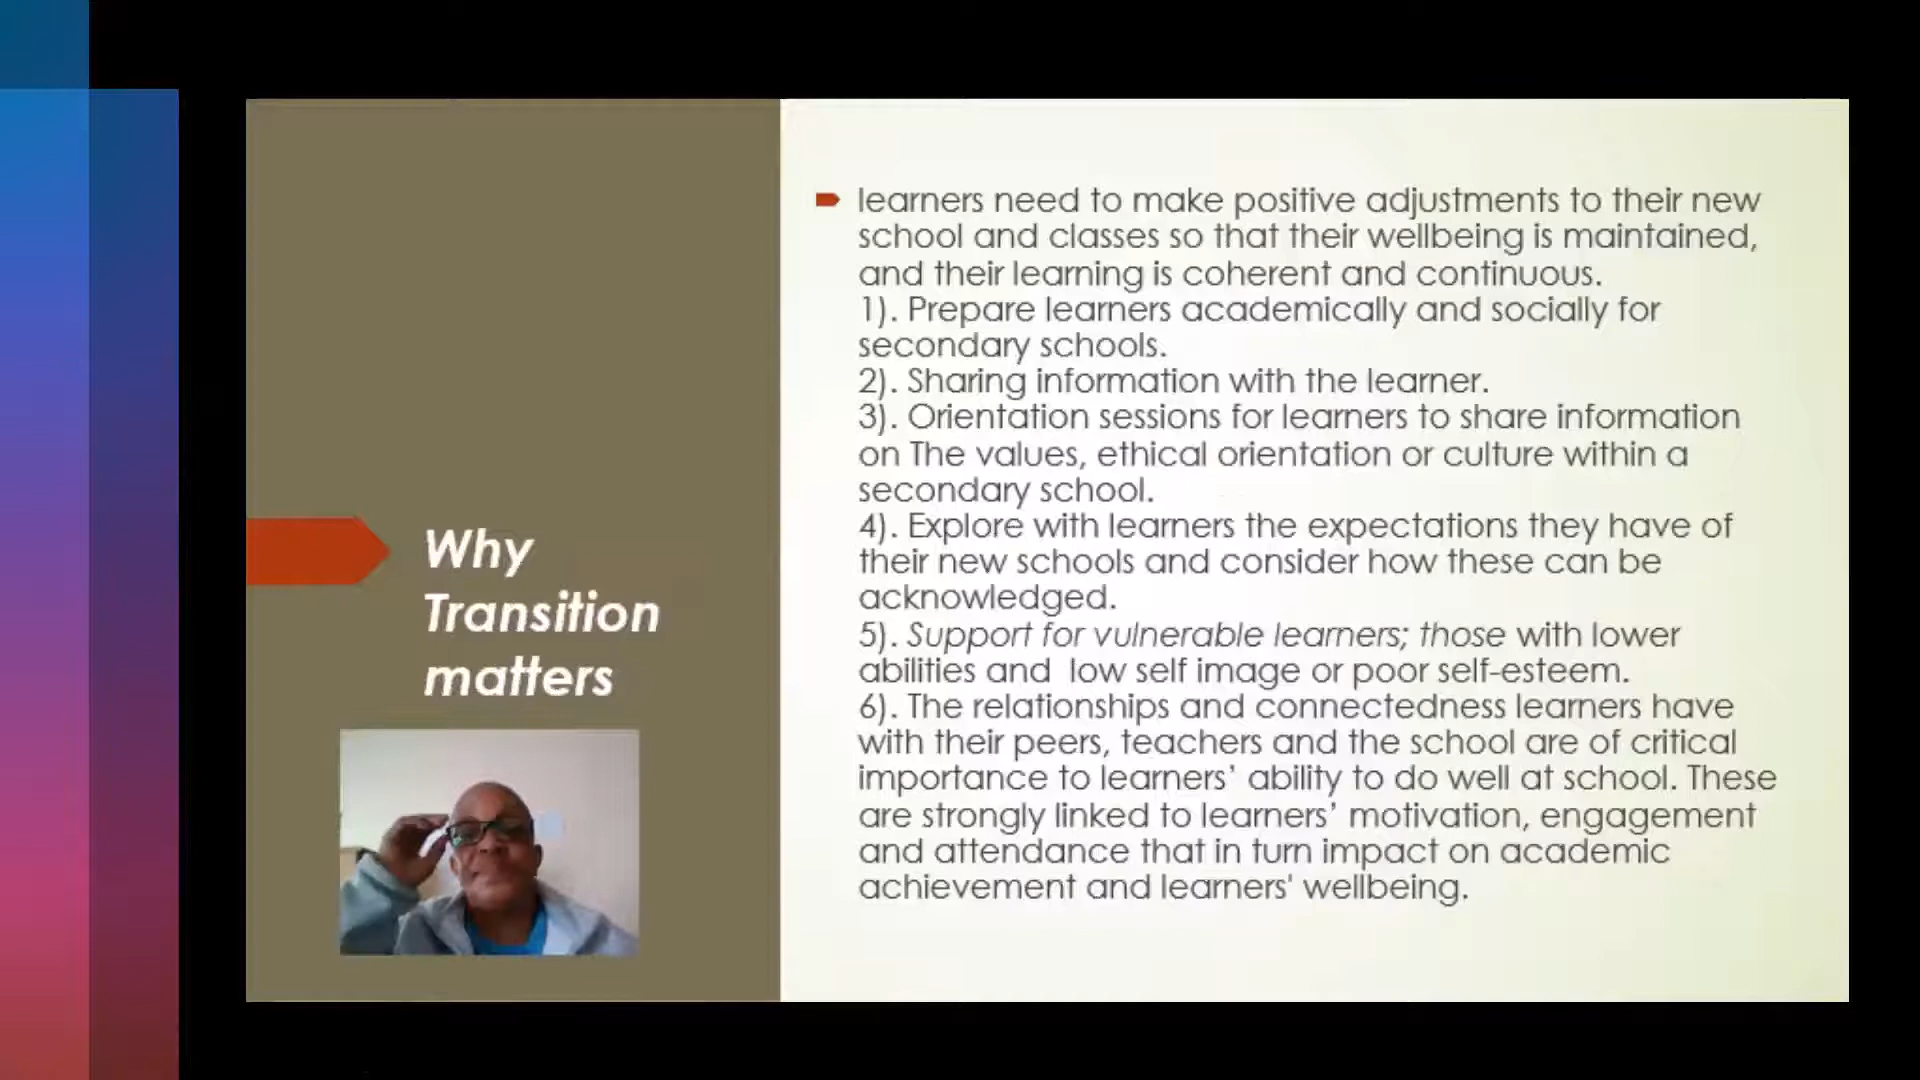 Why
Transition
matters
learners need to make positive adjustments to their new
school and classes so that their wellbeing is maintained,
and their learning is coherent and continuous.
1). Prepare learners academically and socially for
secondary schools.
2). Sharing information with the learner.
3). Orientation sessions for learners to share information
on The values, ethical orientation or culture within a
secondary school.
4). Explore with learners the expectations they have of
their new schools and consider how these can be
acknowledged.
5). Support for vulnerable learners; those with lower
abilities and  low self image or poor self-esteem.
6). The relationships and connectedness learners have
with their peers, teachers and the school are of critical
importance to learners’ ability to do well at school. These
are strongly linked to learners’ motivation, engagement
and attendance that in turn impact on academic
achievement and learners' wellbeing.